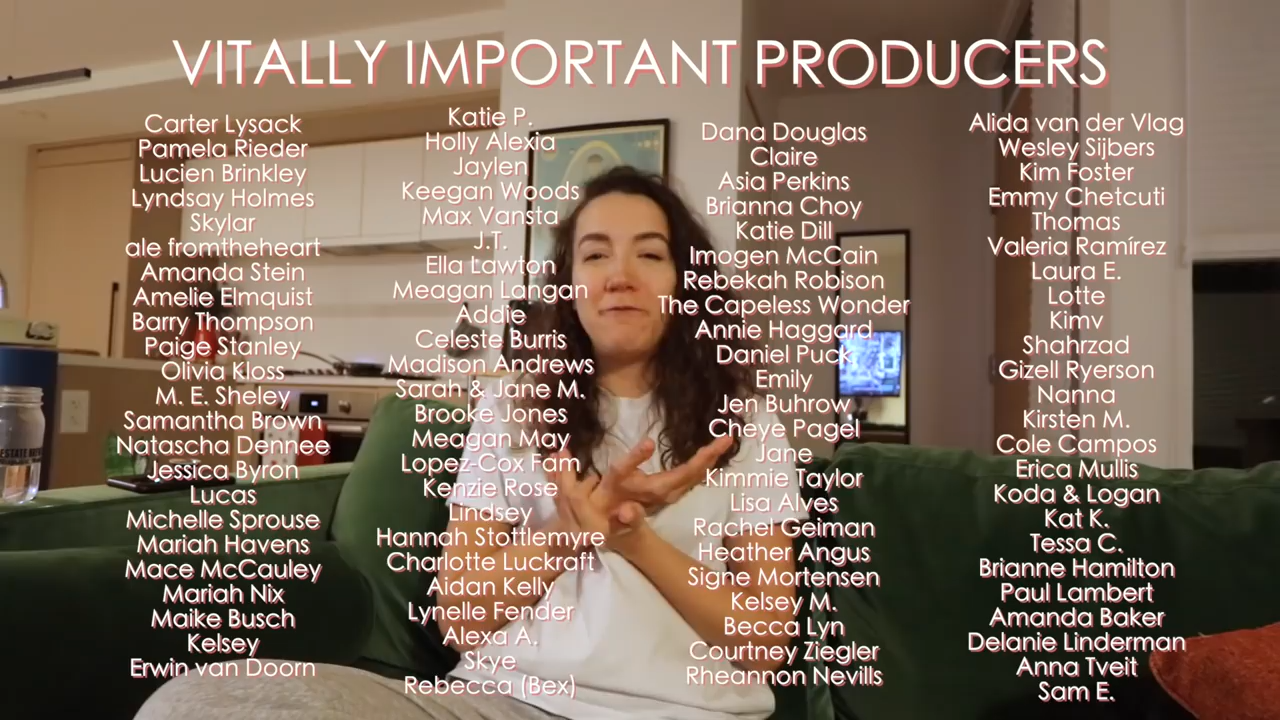 VITALLY IMPORTANT PRODUCERS
Carter Lysack
Pamela Rieder
Lucien Brinkley
Lyndsay Holmes
Skylar
ale fromtheheart
Amanda Stein
Amelie Elmquist
Barry Thompson
Paige Stanley
Olivia Kloss
M. E. Sheley
Samantha Brown
Natascha Dennee
Jessica Byron
Lucas
Michelle Sprouse
Mariah Havens
Mace McCauley
Mariah Nix
Maike Busch
Kelsey
Erwin van Doorn
Katie P.
Holly Alexia
Jaylen
Keegan Woods
Max Vansta
J.T.
Ella Lawton
Meagan Langan
Addie
Celeste Burris
Madison Andrews
Sarah & Jane M.
Brooke Jones
Meagan May
Lopez-Cox Fam
Kenzie Rose
Lindsey
Hannah Stottlemyre
Charlotte Luckraft
Aidan Kelly
Lynelle Fender
Alexa A.
Skye
Rebecca (Bex)
Dana Douglas
Claire
Asia Perkins
Brianna Choy
Katie Dill
Imogen McCain
Rebekah Robison
The Capeless Wonder
Annie Haggard
Daniel Puck
Emily
Jen Buhrow
Cheye Pagel
Jane
Kimmie Taylor
Lisa Alves
Rachel Geiman
Heather Angus
Signe Mortensen
Kelsey M.
Becca Lyn
Courtney Ziegler
Rheannon Nevills
Alida van der Vlag
Wesley Sijbers
Kim Foster
Emmy Chetcuti
Thomas
Valeria Ramírez
Laura E.
Lotte
Kimv
Shahrzad
Gizell Ryerson
Nanna
Kirsten M.
Cole Campos
Erica Mullis
Koda & Logan
Kat K.
Tessa C.
Brianne Hamilton
Paul Lambert
Amanda Baker
Delanie Linderman
Anna Tveit
Sam E.